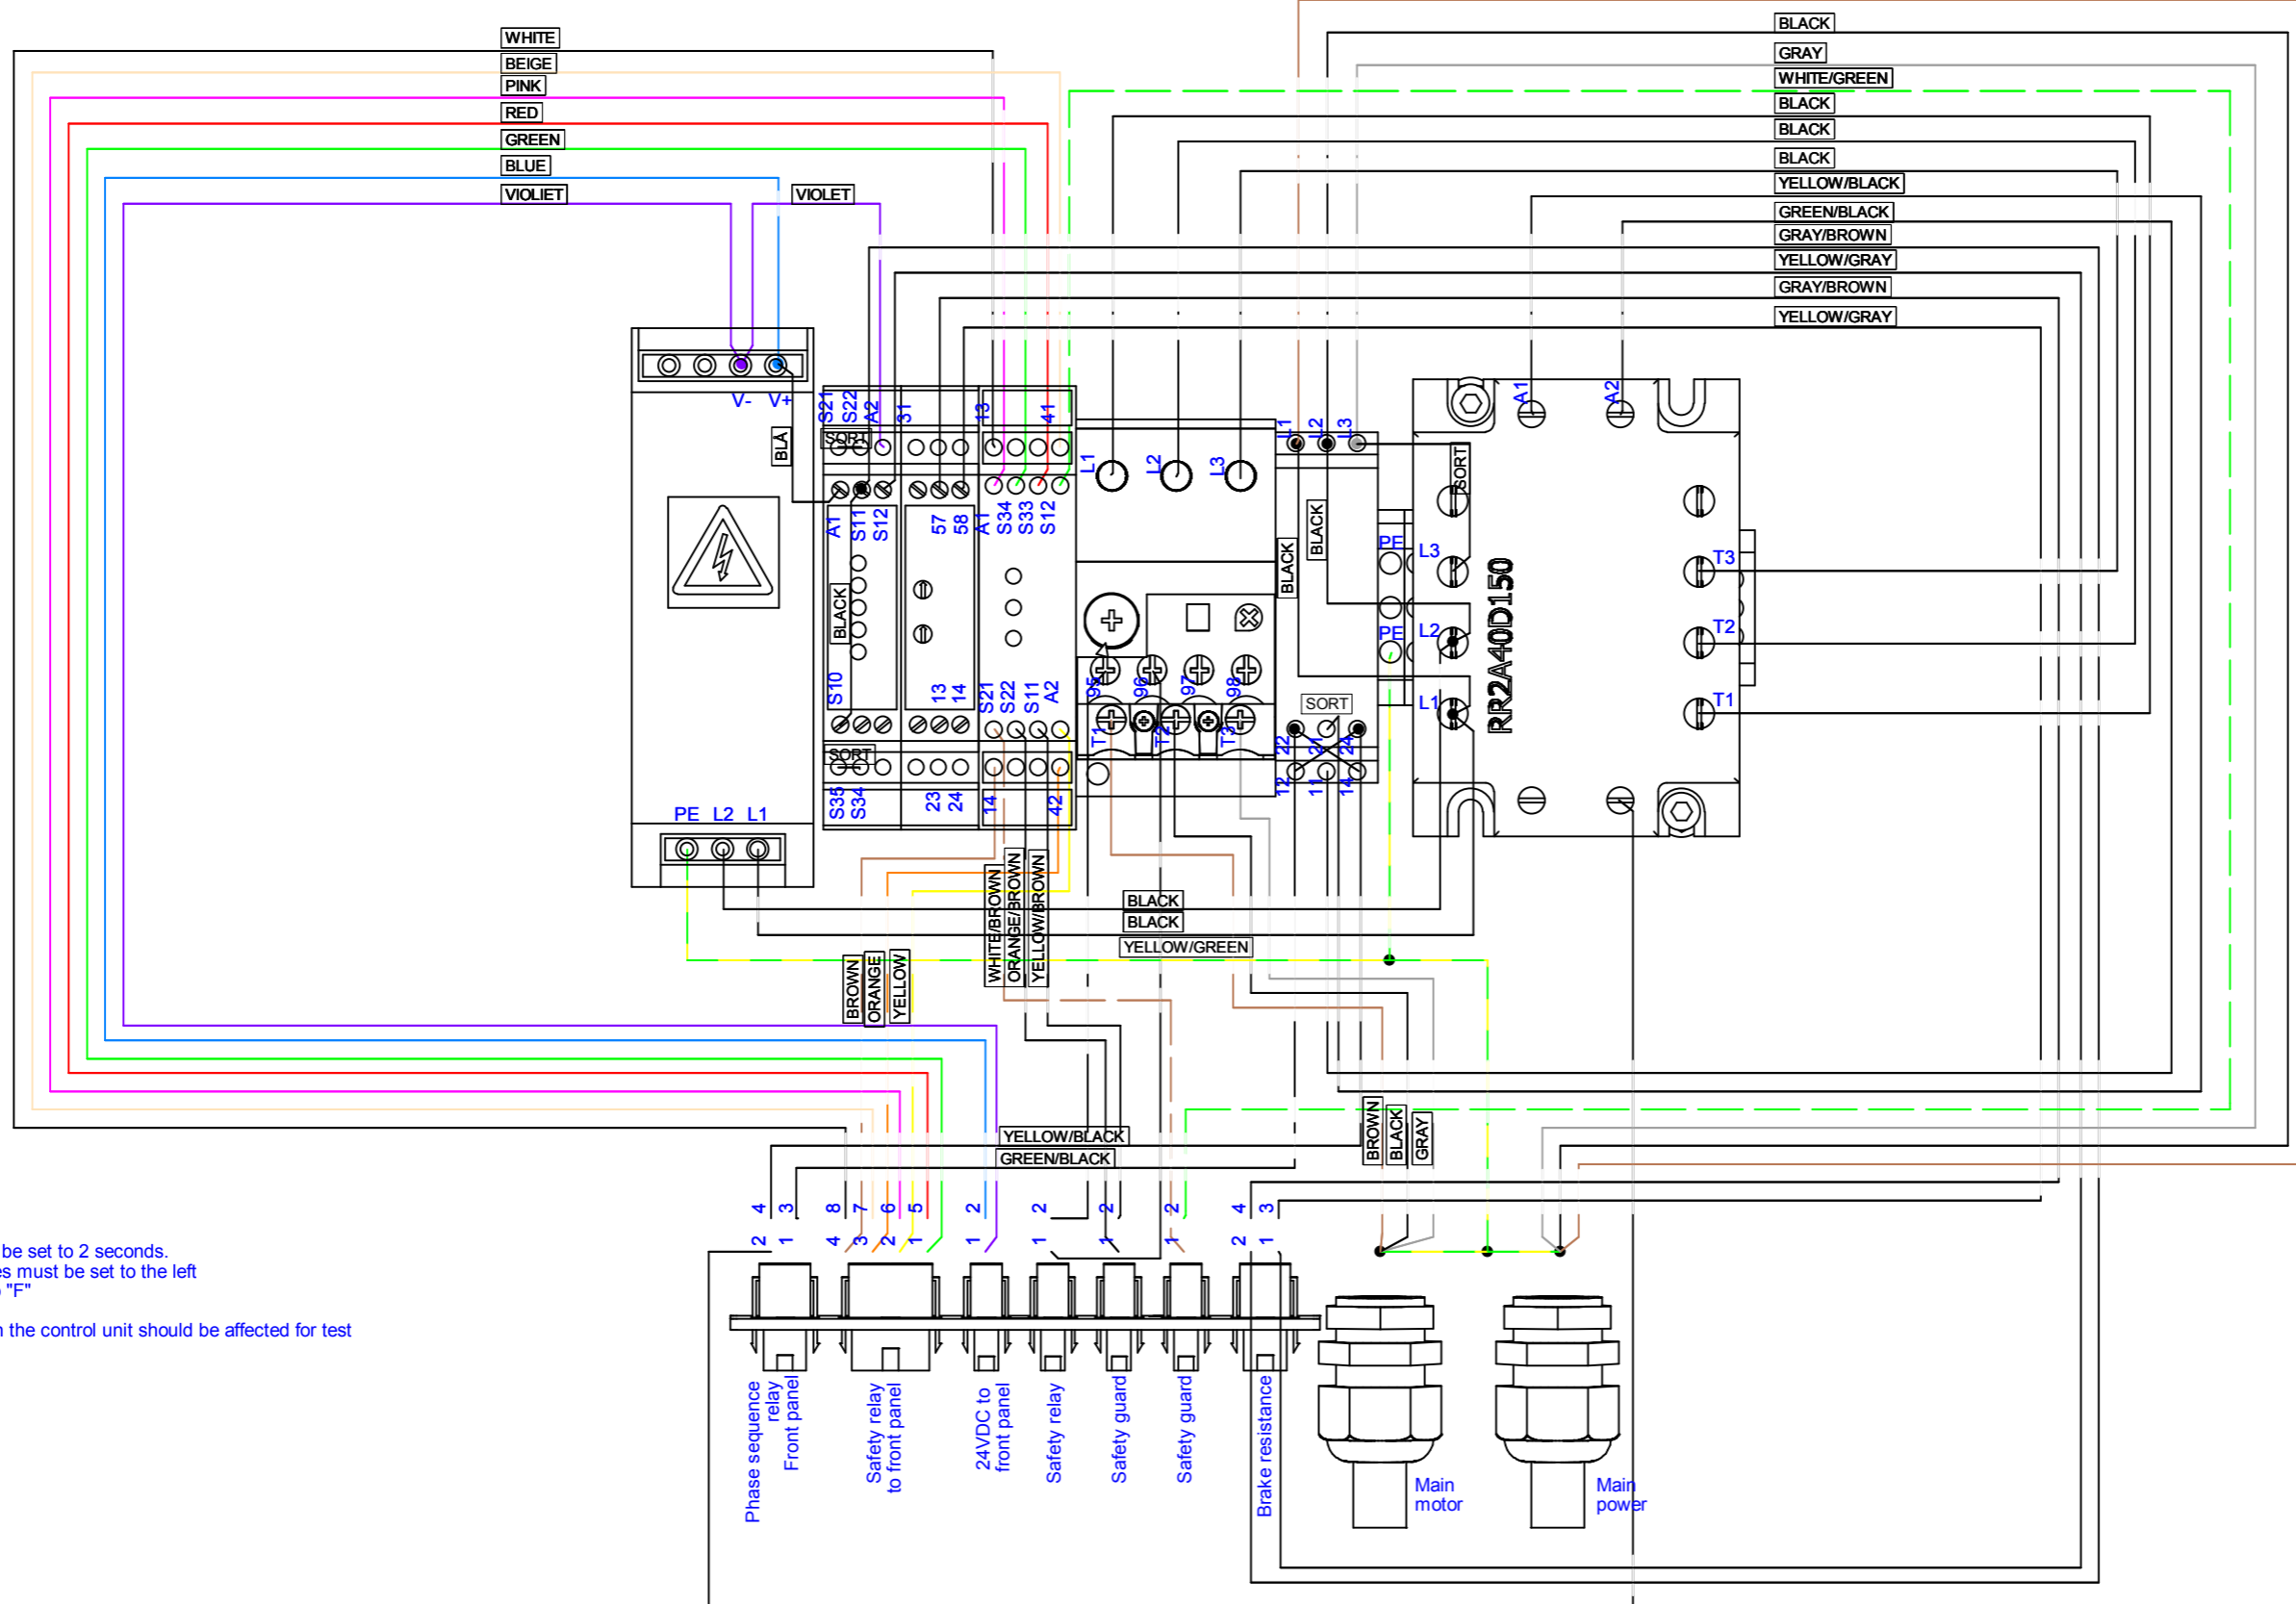 WHITE
BEIGE
PINK
RED
GREEN
BLUE
VIOLIET
VIOLET
BLACK
GRAY
WHITE/GREEN
BLACK
BLACK
BLACK
YELLOW/BLACK
GREEN/BLACK
GRAY/BROWN
YELLOW/GRAY
GRAY/BROWN
YELLOW/GRAY
V- V+
BLA
S21 S22 A2 31 13 41
SORT
A1 S11 S12 57 58 A1 S34 S33 S12
BLACK
S10 13 14 S21 S22 S11 A2
SORT
S35 S34 23 24 14 42
L1 L2 L3
95 96 97 98
T1 T2 T3
L1 L2 L3
BLACK
BLACK
SORT
22 21 24
12 11 14
PE
PE
A1 A2
SORT
L3
L2
L1
RR2A40D150
T3
T2
T1
PE L2 L1
BLACK
BLACK
YELLOW/GREEN
BROWN
ORANGE
YELLOW
WHITE/BROWN
ORANGE/BROWN
YELLOW/BROWN
YELLOW/BLACK
GREEN/BLACK
BROWN
BLACK
GRAY
4 3 8 7 6 5 2 2 2 2 4 3
2 1 4 3 2 1 1 1 1 1 2 1
be set to 2 seconds.
es must be set to the left
"F"
the control unit should be affected for test
Phase sequence
relay
Front panel
Safety relay
to front panel
24VDC to
front panel
Safety relay
Safety guard
Safety guard
Brake resistance
Main
motor
Main
power